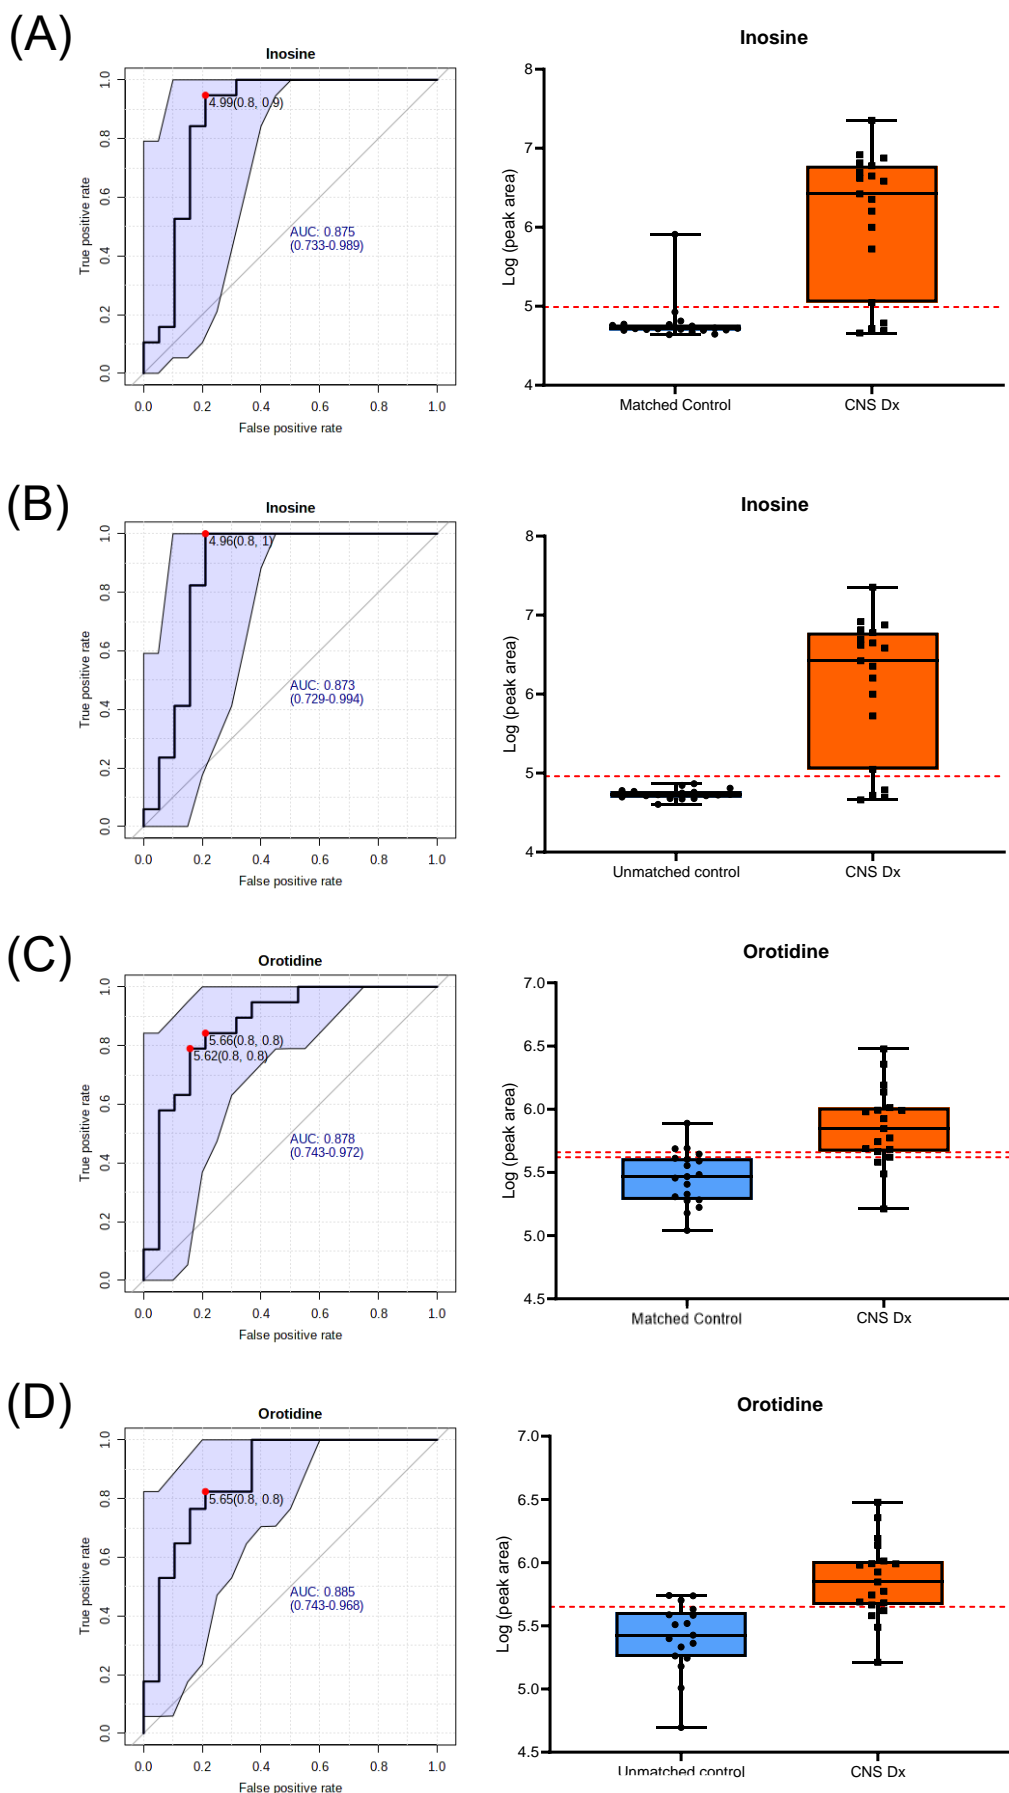 (A)
Inosine
1.0
0.8
0.6
0.4
0.2
0.0
True positive rate
4.99(0.8, 0.9)
AUC: 0.875
(0.733-0.989)
0.0 0.2 0.4 0.6 0.8 1.0
False positive rate
Inosine
8
7
6
5
4
Log (peak area)
Matched Control CNS Dx
(B)
Inosine
1.0
0.8
0.6
0.4
0.2
0.0
True positive rate
4.96(0.8, 1)
AUC: 0.873
(0.729-0.994)
0.0 0.2 0.4 0.6 0.8 1.0
False positive rate
Inosine
8
7
6
5
4
Log (peak area)
Unmatched control CNS Dx
(C)
Orotidine
1.0
0.8
0.6
0.4
0.2
0.0
True positive rate
5.66(0.8, 0.8)
5.62(0.8, 0.8)
AUC: 0.878
(0.743-0.972)
0.0 0.2 0.4 0.6 0.8 1.0
False positive rate
Orotidine
7.0
6.5
6.0
5.5
5.0
4.5
Log (peak area)
Matched Control CNS Dx
(D)
Orotidine
1.0
0.8
0.6
0.4
0.2
0.0
True positive rate
5.65(0.8, 0.8)
AUC: 0.885
(0.743-0.968)
0.0 0.2 0.4 0.6 0.8 1.0
False positive rate
Orotidine
7.0
6.5
6.0
5.5
5.0
4.5
Log (peak area)
Unmatched control CNS Dx